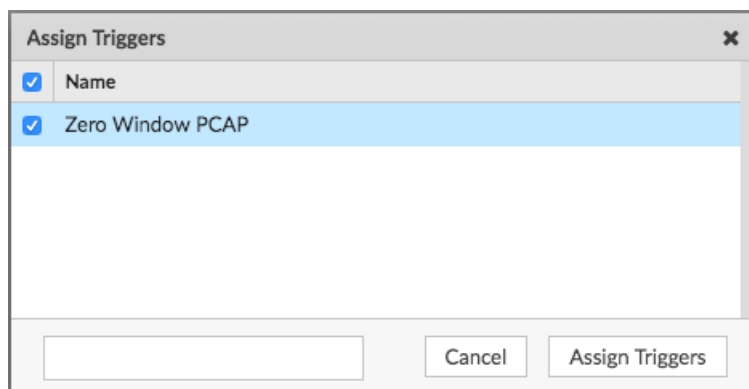 Assign Triggers
Name
Zero Window PCAP
Cancel Assign Triggers